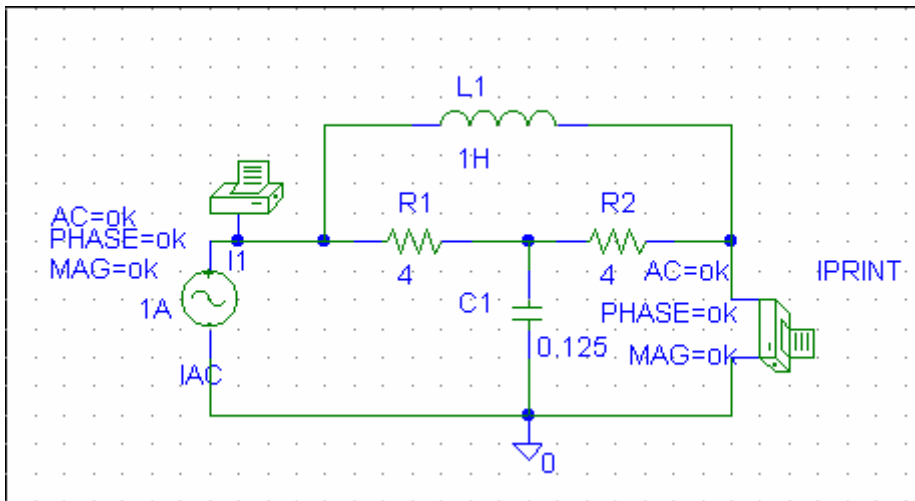 L1
1H
R1
R2
AC=ok
PHASE=ok
MAG=ok
I1
4
4
AC=ok
IPRINT
1A
C1
PHASE=ok
0.125
MAG=ok
IAC
0